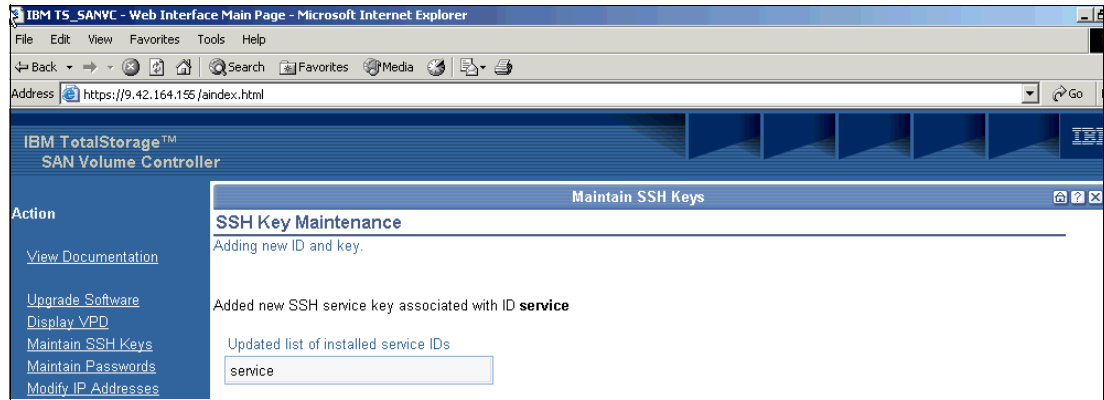 IBM TS_SANVC - Web Interface Main Page - Microsoft Internet Explorer
File Edit View Favorites Tools Help
Back Search Favorites Media
Address https://9.42.164.155/aindex.html Go
IBM TotalStorage™
SAN Volume Controller
IBM
Maintain SSH Keys
Action
SSH Key Maintenance
Adding new ID and key.
View Documentation
Upgrade Software
Added new SSH service key associated with ID service
Display VPD
Maintain SSH Keys
Updated list of installed service IDs
Maintain Passwords
service
Modify IP Addresses